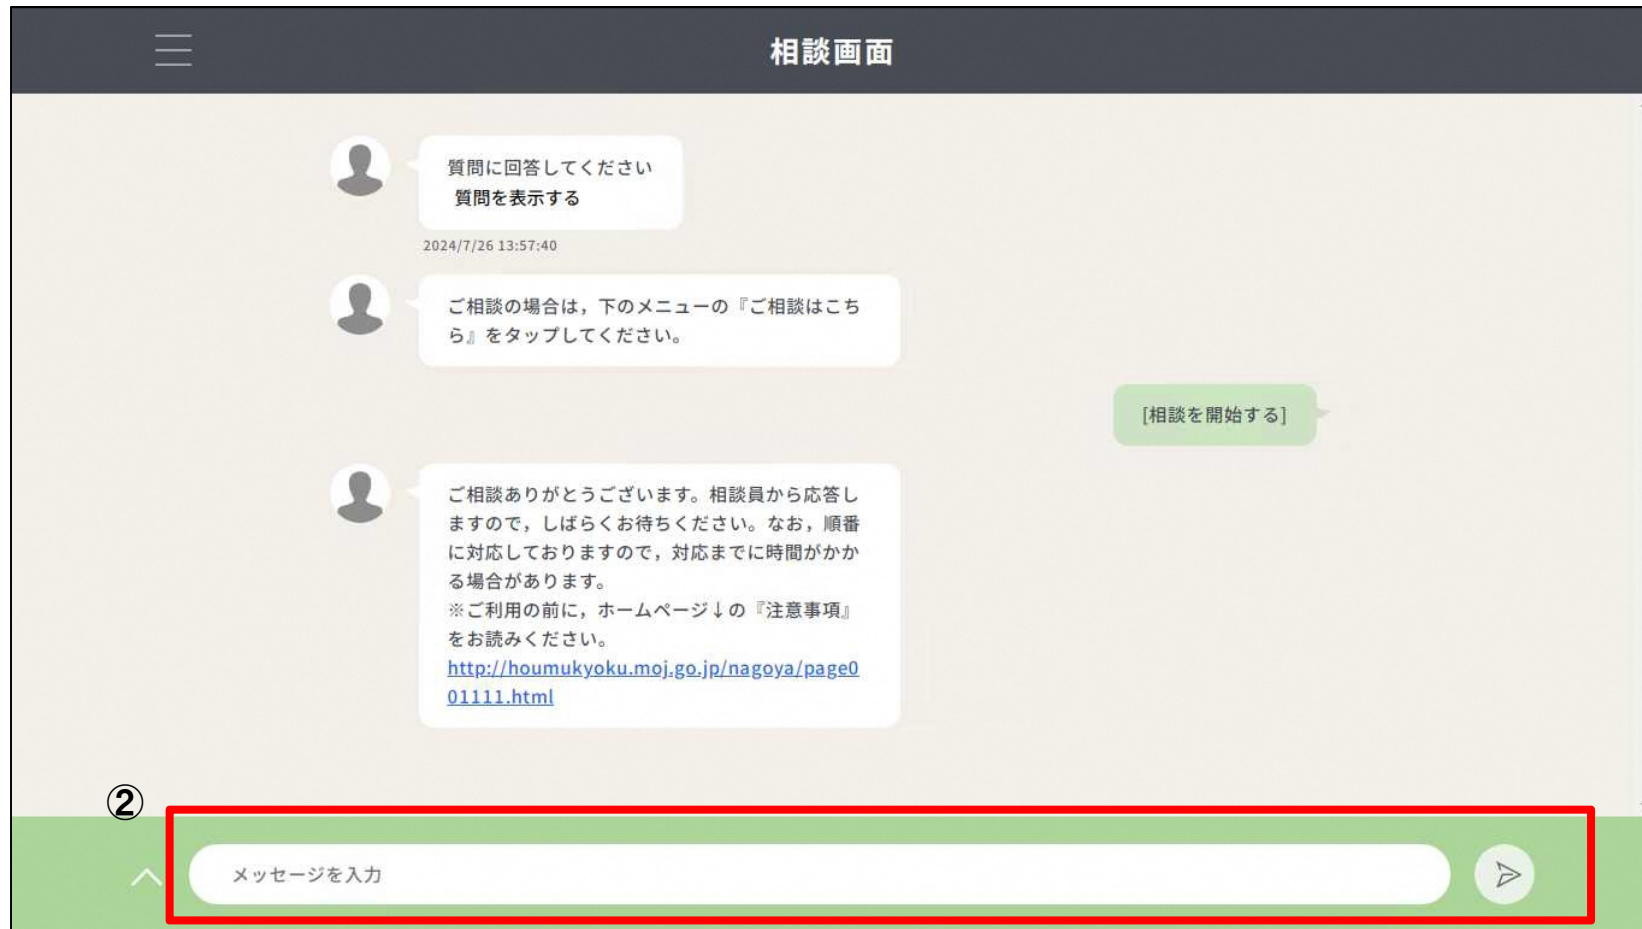 相談画面
質問に回答してください
質問を表示する
2024/7/26 13:57:40
ご相談の場合は，下のメニューの『ご相談はこち
ら』をタップしてください。
[相談を開始する]
ご相談ありがとうございます。相談員から応答し
ますので，しばらくお待ちください。なお，順番
に対応しておりますので，対応までに時間がかか
る場合があります。
※ご利用の前に，ホームページ↓の『注意事項』
をお読みください。
http://houmukyoku.moj.go.jp/nagoya/page0
01111.html
②
メッセージを入力